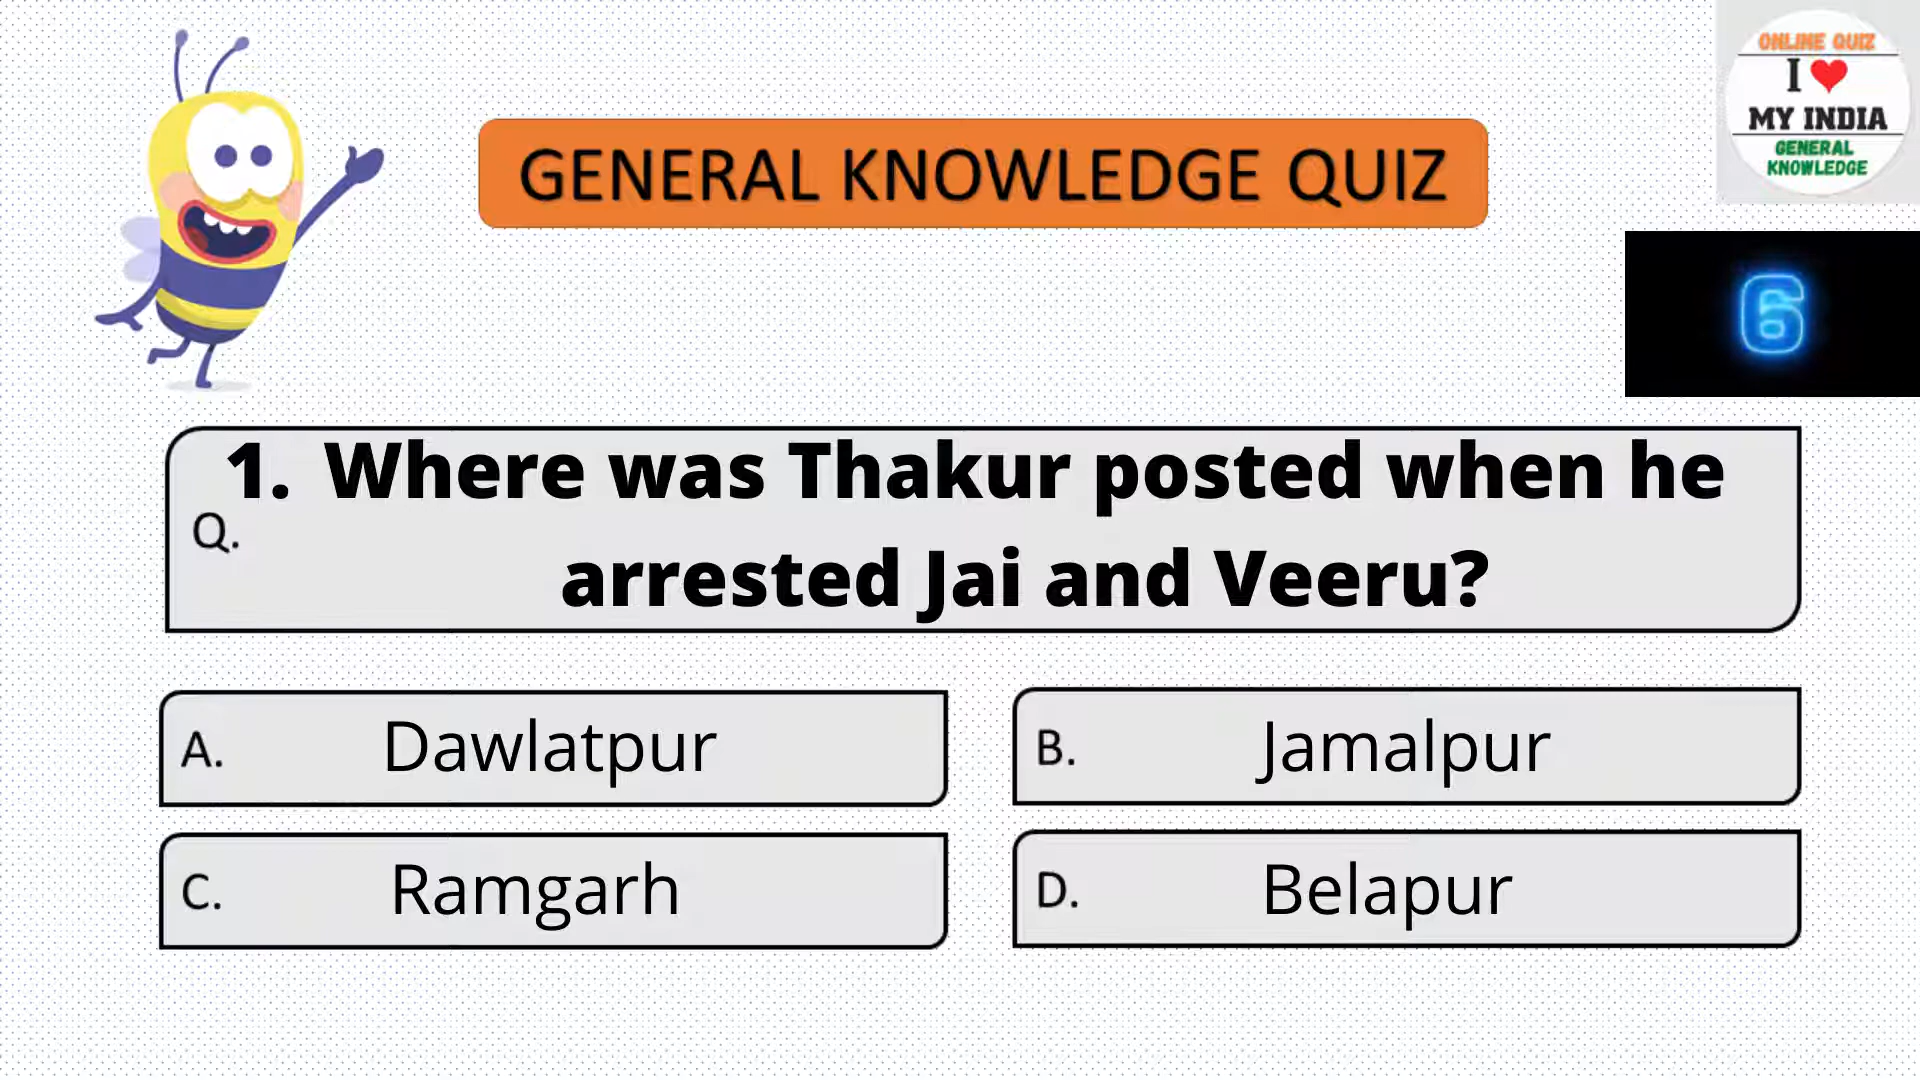 ONLINE QUIZ
I ❤
MY INDIA
GENERAL
KNOWLEDGE
GENERAL KNOWLEDGE QUIZ
6
Q.
1. Where was Thakur posted when he
arrested Jai and Veeru?
A. Dawlatpur
B. Jamalpur
C. Ramgarh
D. Belapur